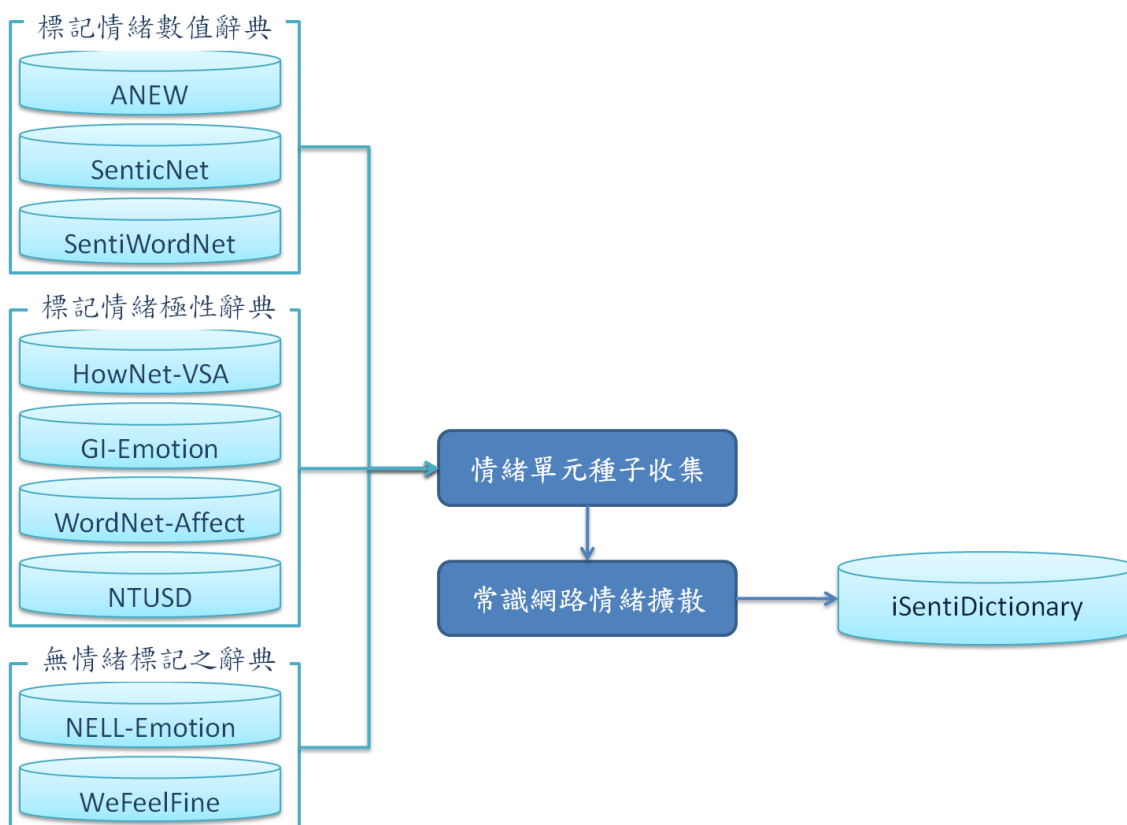 標記情緒數值辭典
ANEW
SenticNet
SentiWordNet
標記情緒極性辭典
HowNet-VSA
GI-Emotion
WordNet-Affect
NTUSD
無情緒標記之辭典
NELL-Emotion
WeFeelFine
情緒單元種子收集
常識網路情緒擴散
iSentiDictionary